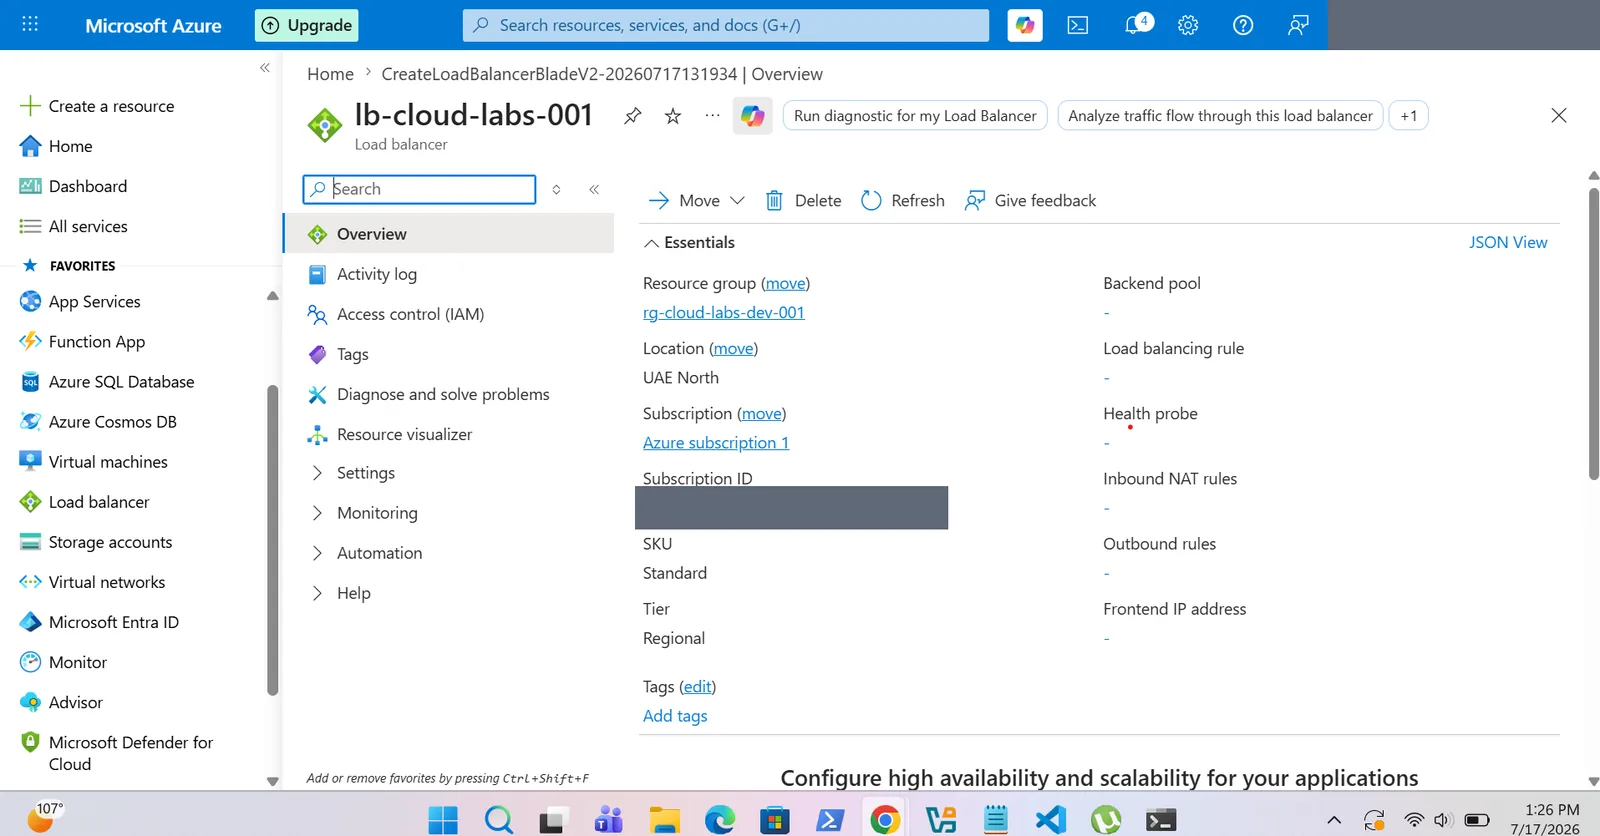 Microsoft Azure
Upgrade
Search resources, services, and docs (G+/)
4
Create a resource
Home
Dashboard
All services
FAVORITES
App Services
Function App
SQL
Azure SQL Database
Azure Cosmos DB
Virtual machines
Load balancer
Storage accounts
Virtual networks
Microsoft Entra ID
Monitor
Advisor
Microsoft Defender for
Cloud
Home > CreateLoadBalancerBladeV2-20260717131934 | Overview
lb-cloud-labs-001
Load balancer
Run diagnostic for my Load Balancer
Analyze traffic flow through this load balancer
+1
Search
Overview
Activity log
Access control (IAM)
Tags
Diagnose and solve problems
Resource visualizer
Settings
Monitoring
Automation
Help
Add or remove favorites by pressing Ctrl+Shift+F
Move
Delete
Refresh
Give feedback
Essentials
JSON View
Resource group (move)
rg-cloud-labs-dev-001
Location (move)
UAE North
Subscription (move)
Azure subscription 1
Subscription ID
SKU
Standard
Tier
Regional
Tags (edit)
Add tags
Backend pool
-
Load balancing rule
-
Health probe
-
Inbound NAT rules
-
Outbound rules
-
Frontend IP address
-
Configure high availability and scalability for your applications
107°
1:26 PM
7/17/2026